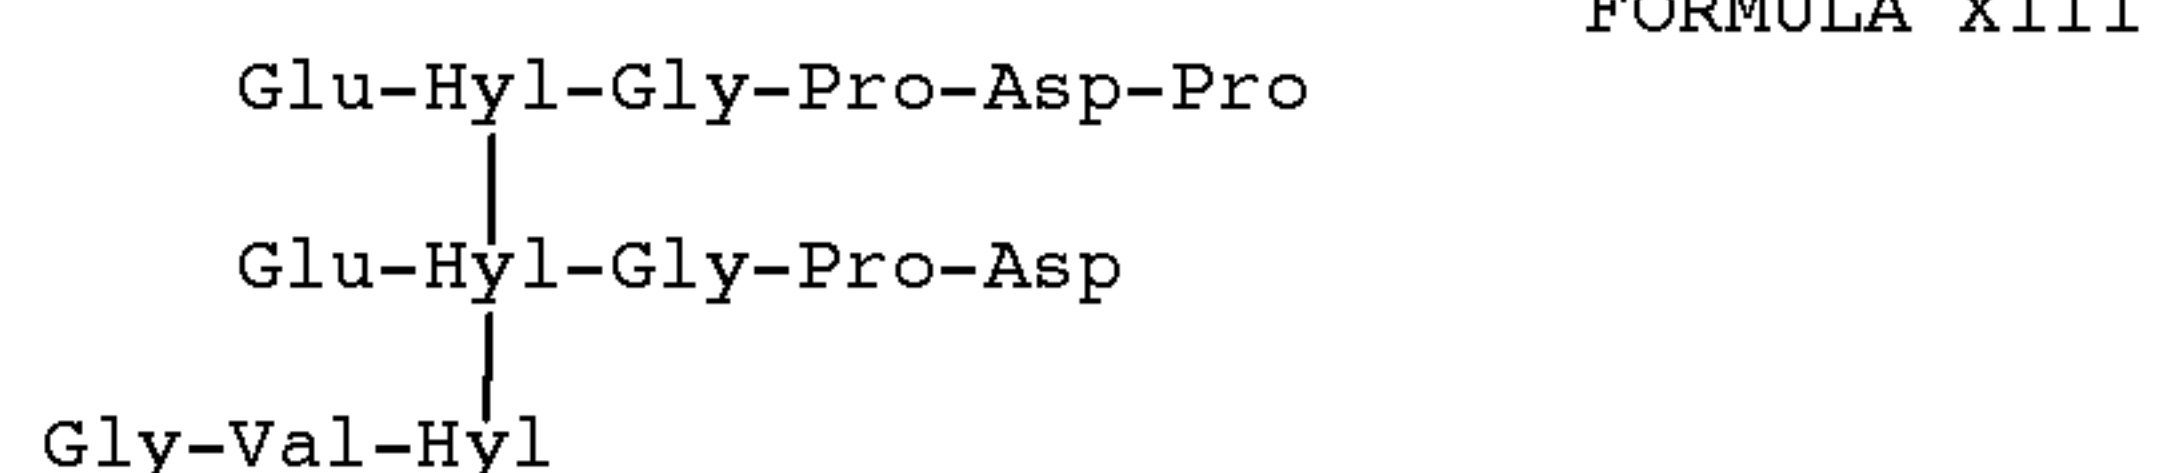 FORMULA XIII
Glu-Hyl-Gly-Pro-Asp-Pro
Glu-Hyl-Gly-Pro-Asp
Gly-Val-Hyl